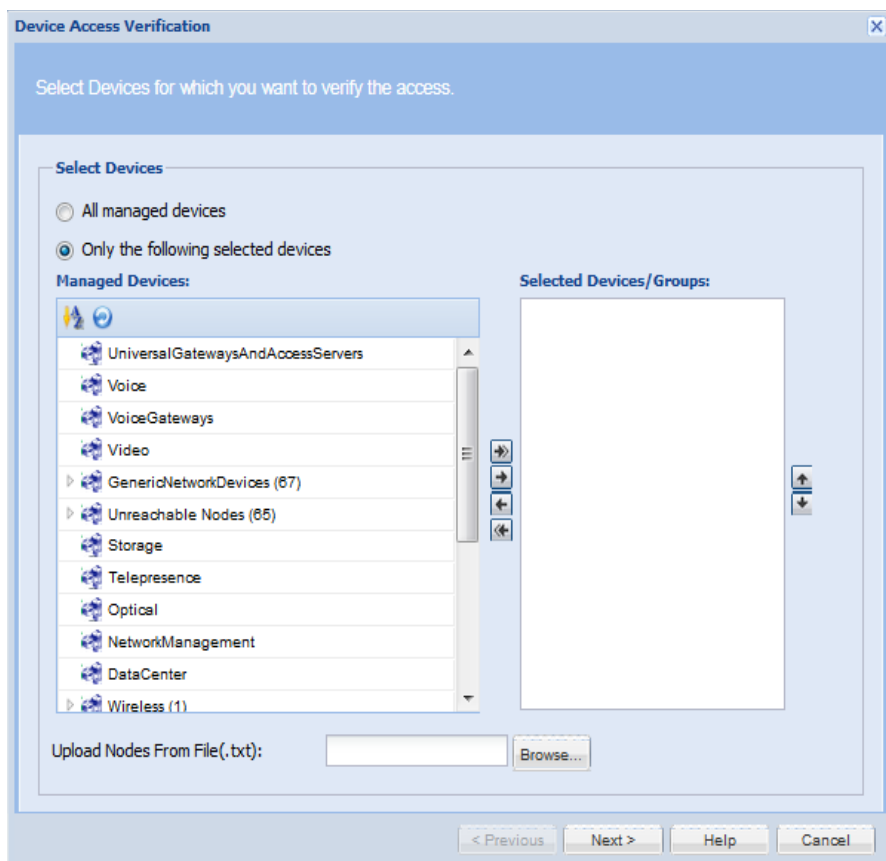 Device Access Verification
Select Devices for which you want to verify the access.
Select Devices
All managed devices
Only the following selected devices
Managed Devices:
Selected Devices/Groups:
UniversalGatewaysAndAccessServers
Voice
VoiceGateways
Video
GenericNetworkDevices (67)
Unreachable Nodes (65)
Storage
Telepresence
Optical
NetworkManagement
DataCenter
Wireless (1)
Upload Nodes From File(.txt):
Browse...
< Previous
Next >
Help
Cancel